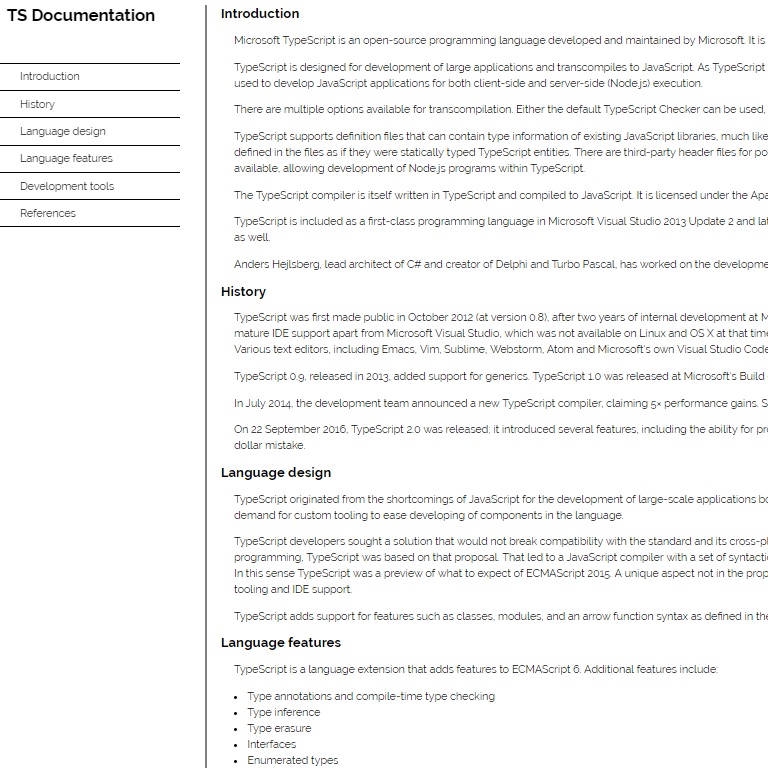 TS Documentation
Introduction
History
Language design
Language features
Development tools
References
Introduction
Microsoft TypeScript is an open-source programming language developed and maintained by Microsoft. It is
TypeScript is designed for development of large applications and transcompiles to JavaScript. As TypeScript
used to develop JavaScript applications for both client-side and server-side (Node.js) execution.
There are multiple options available for transcompilation. Either the default TypeScript Checker can be used,
TypeScript supports definition files that can contain type information of existing JavaScript libraries, much like
defined in the files as if they were statically typed TypeScript entities. There are third-party header files for po
available, allowing development of Node.js programs within TypeScript.
The TypeScript compiler is itself written in TypeScript and compiled to JavaScript. It is licensed under the Apa
TypeScript is included as a first-class programming language in Microsoft Visual Studio 2013 Update 2 and lat
as well.
Anders Hejlsberg, lead architect of C# and creator of Delphi and Turbo Pascal, has worked on the developme
History
TypeScript was first made public in October 2012 (at version 0.8), after two years of internal development at M
mature IDE support apart from Microsoft Visual Studio, which was not available on Linux and OS X at that time
Various text editors, including Emacs, Vim, Sublime, Webstorm, Atom and Microsoft's own Visual Studio Code
TypeScript 0.9, released in 2013, added support for generics. TypeScript 1.0 was released at Microsoft's Build
In July 2014, the development team announced a new TypeScript compiler, claiming 5× performance gains. S
On 22 September 2016, TypeScript 2.0 was released; it introduced several features, including the ability for pro
dollar mistake.
Language design
TypeScript originated from the shortcomings of JavaScript for the development of large-scale applications bo
demand for custom tooling to ease developing of components in the language.
TypeScript developers sought a solution that would not break compatibility with the standard and its cross-pl
programming, TypeScript was based on that proposal. That led to a JavaScript compiler with a set of syntacti
In this sense TypeScript was a preview of what to expect of ECMAScript 2015. A unique aspect not in the prop
tooling and IDE support.
TypeScript adds support for features such as classes, modules, and an arrow function syntax as defined in the
Language features
TypeScript is a language extension that adds features to ECMAScript 6. Additional features include:
• Type annotations and compile-time type checking
• Type inference
• Type erasure
• Interfaces
• Enumerated types